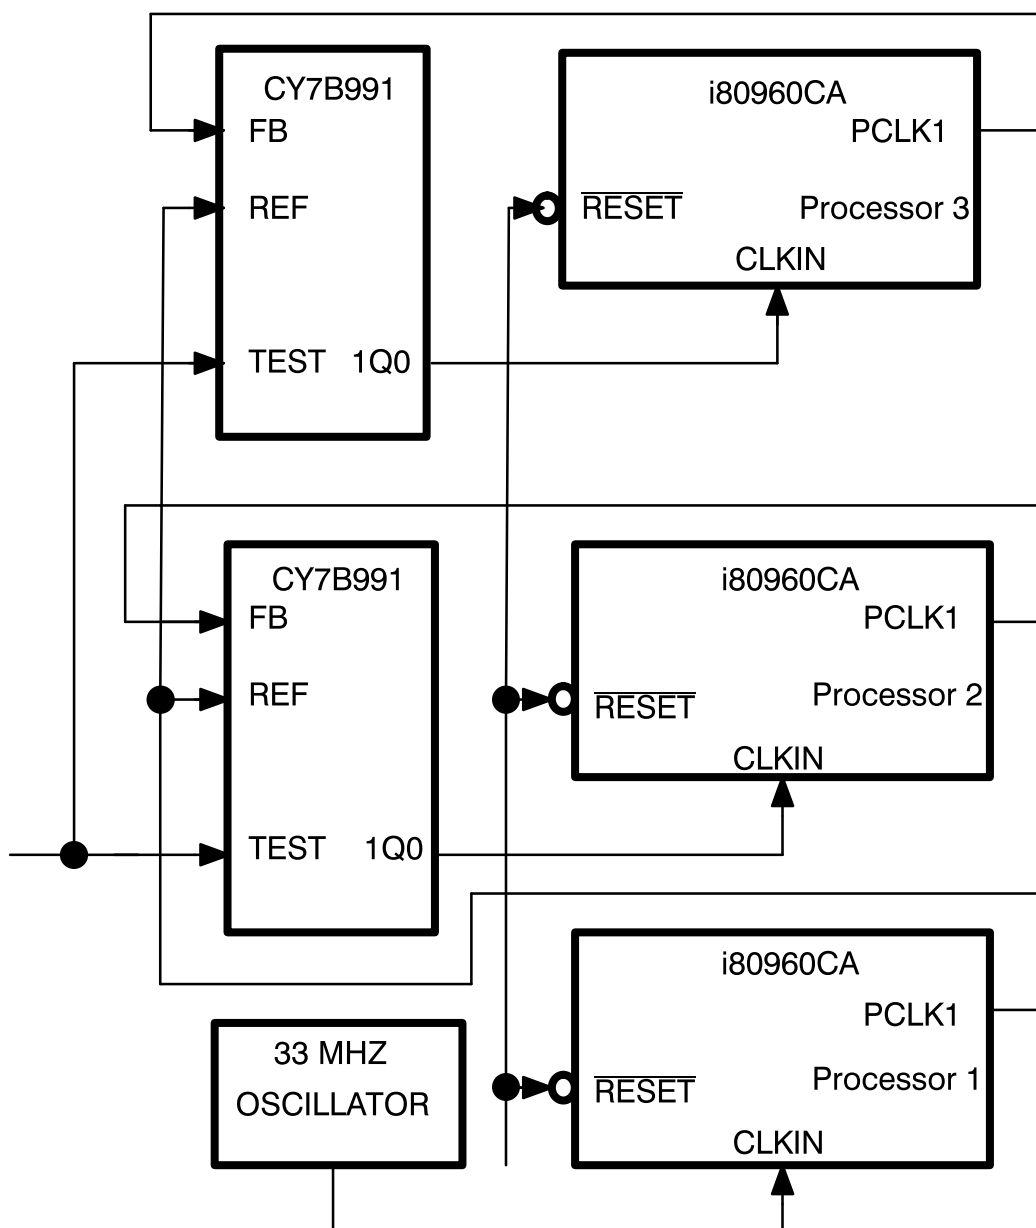 CY7B991
FB
REF
TEST 1Q0
i80960CA
PCLK1
RESET
Processor 3
CLKIN
CY7B991
FB
REF
TEST 1Q0
i80960CA
PCLK1
RESET
Processor 2
CLKIN
33 MHZ
OSCILLATOR
i80960CA
PCLK1
RESET
Processor 1
CLKIN